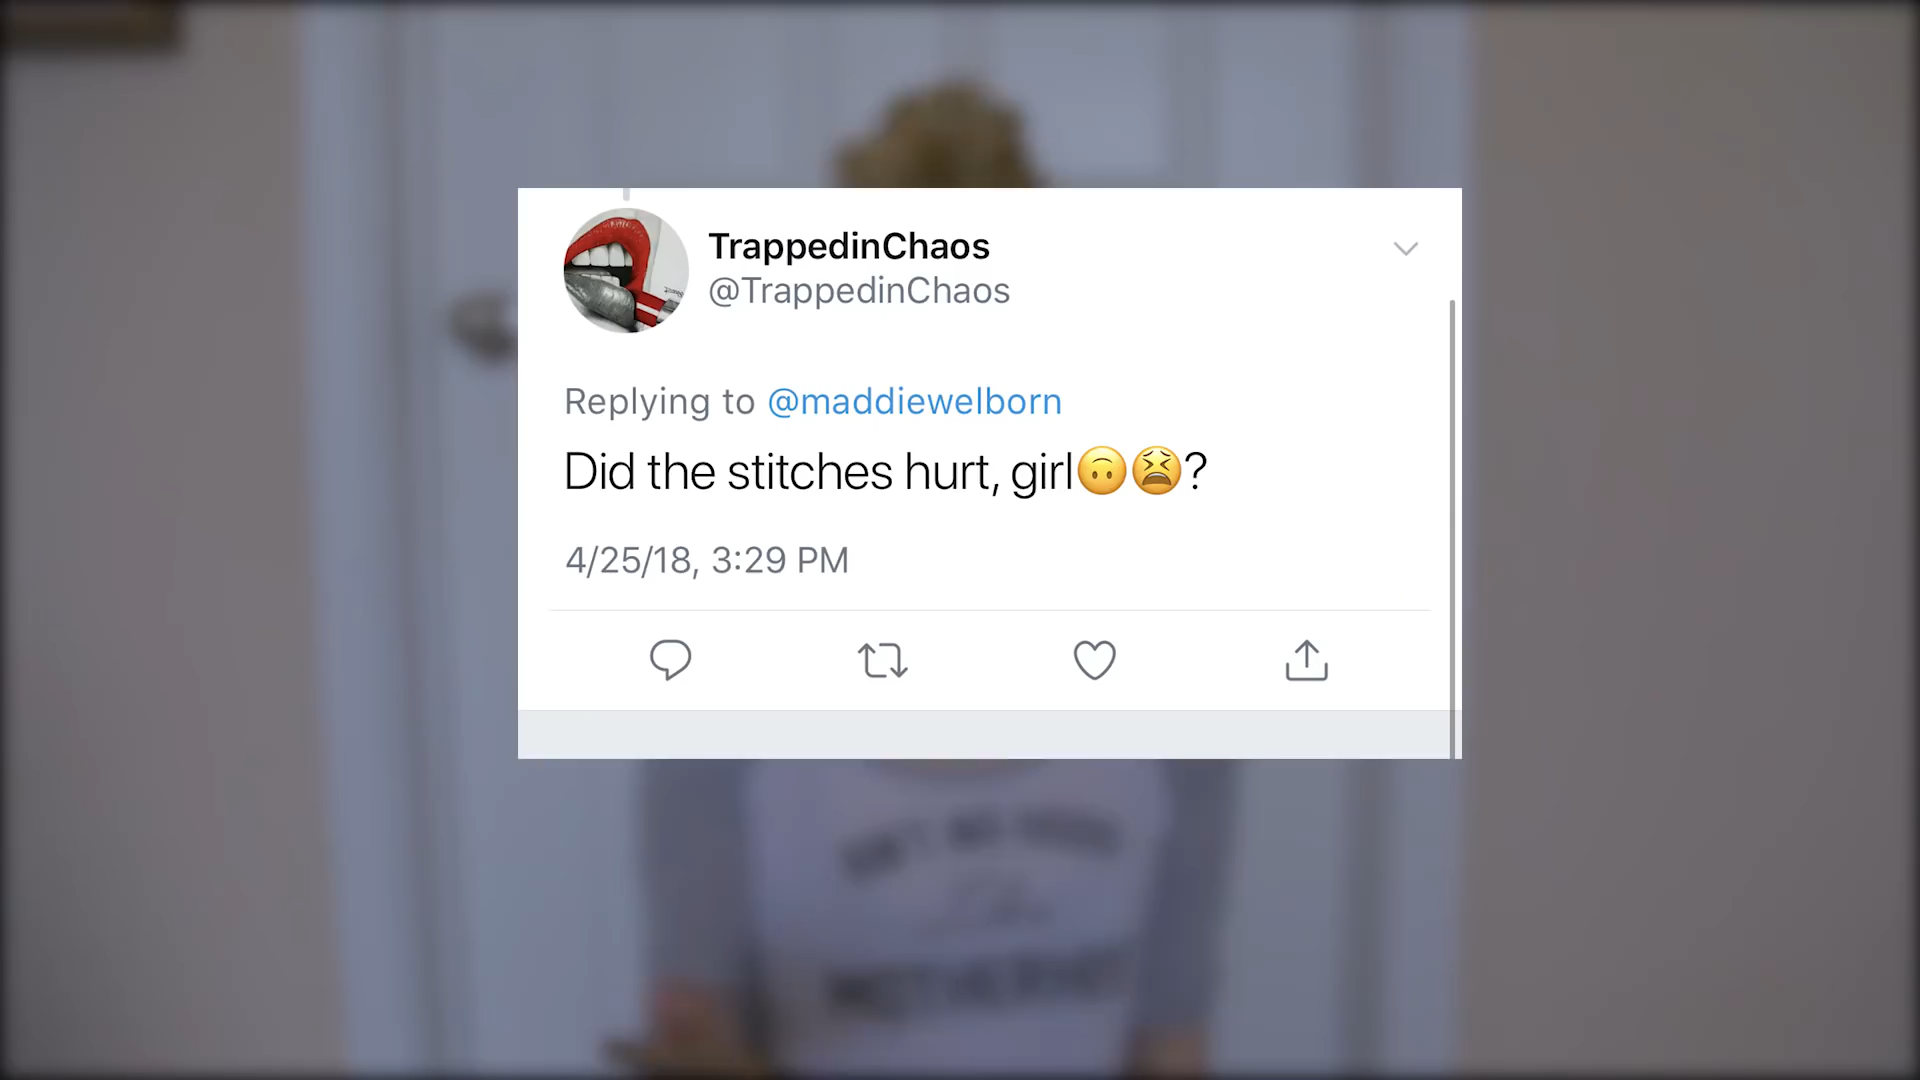 TrappedinChaos
@TrappedinChaos
Replying to @maddiewelborn
Did the stitches hurt, girl🙃😫?
4/25/18, 3:29 PM